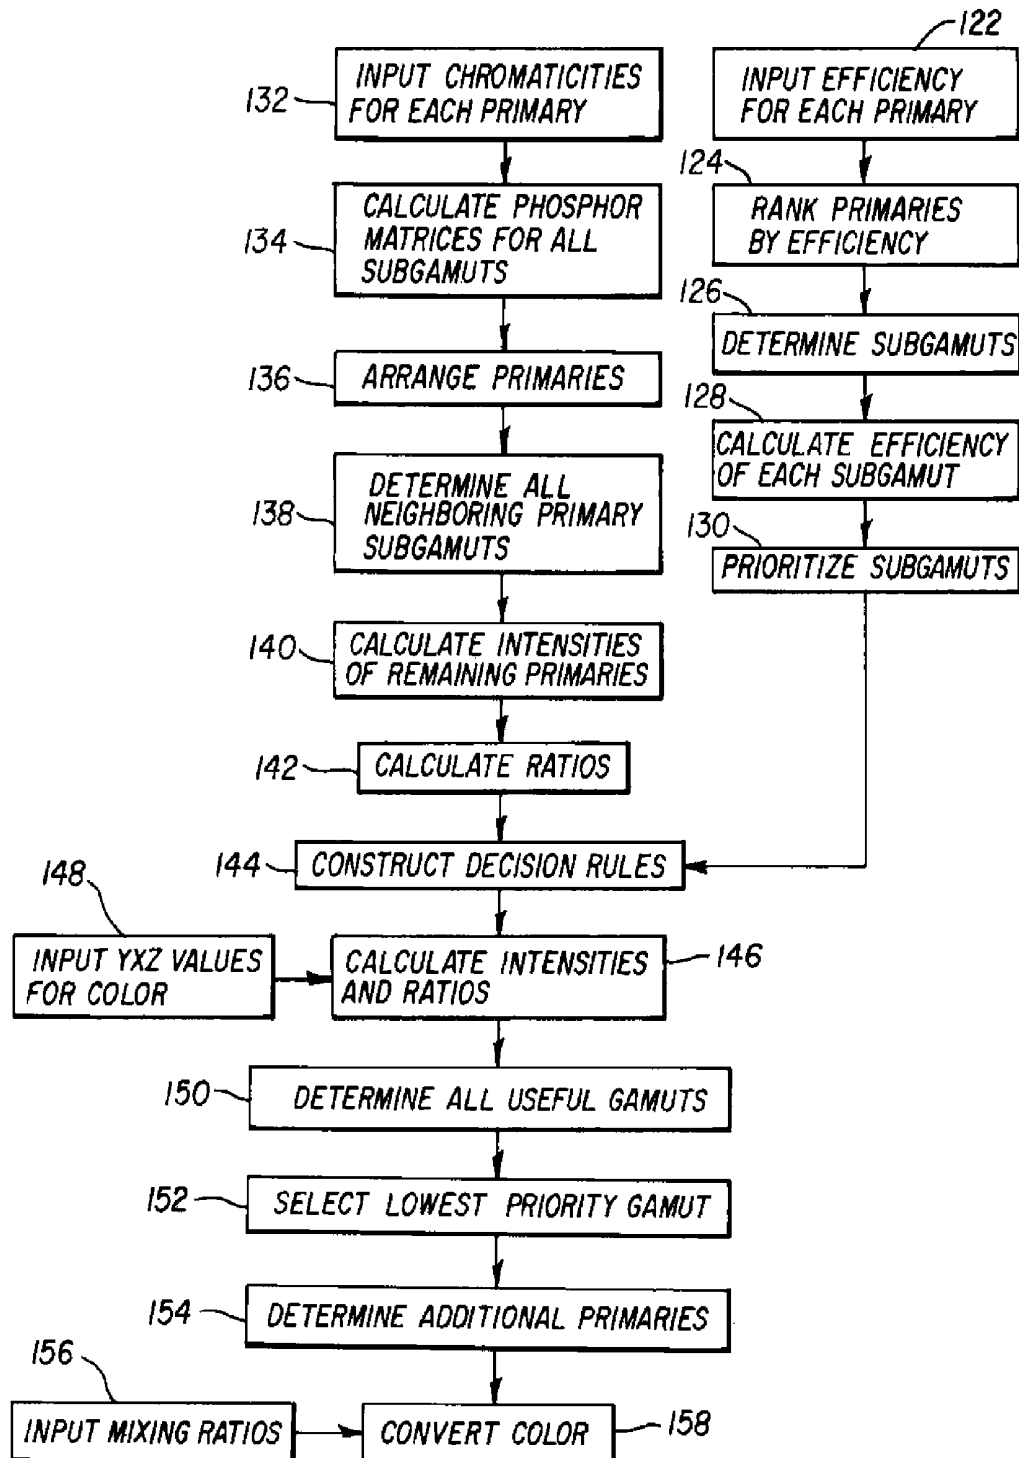 122
INPUT CHROMATICITIES
FOR EACH PRIMARY
132
INPUT EFFICIENCY
FOR EACH PRIMARY
124
RANK PRIMARIES
BY EFFICIENCY
CALCULATE PHOSPHOR
MATRICES FOR ALL
SUBGAMUTS
134
126
DETERMINE SUBGAMUTS
136
ARRANGE PRIMARIES
128
CALCULATE EFFICIENCY
OF EACH SUBGAMUT
138
DETERMINE ALL
NEIGHBORING PRIMARY
SUBGAMUTS
130
PRIORITIZE SUBGAMUTS
140
CALCULATE INTENSITIES
OF REMAINING PRIMARIES
142
CALCULATE RATIOS
144
CONSTRUCT DECISION RULES
148
INPUT YXZ VALUES
FOR COLOR
CALCULATE INTENSITIES
AND RATIOS
146
150
DETERMINE ALL USEFUL GAMUTS
152
SELECT LOWEST PRIORITY GAMUT
154
DETERMINE ADDITIONAL PRIMARIES
156
INPUT MIXING RATIOS
CONVERT COLOR
158